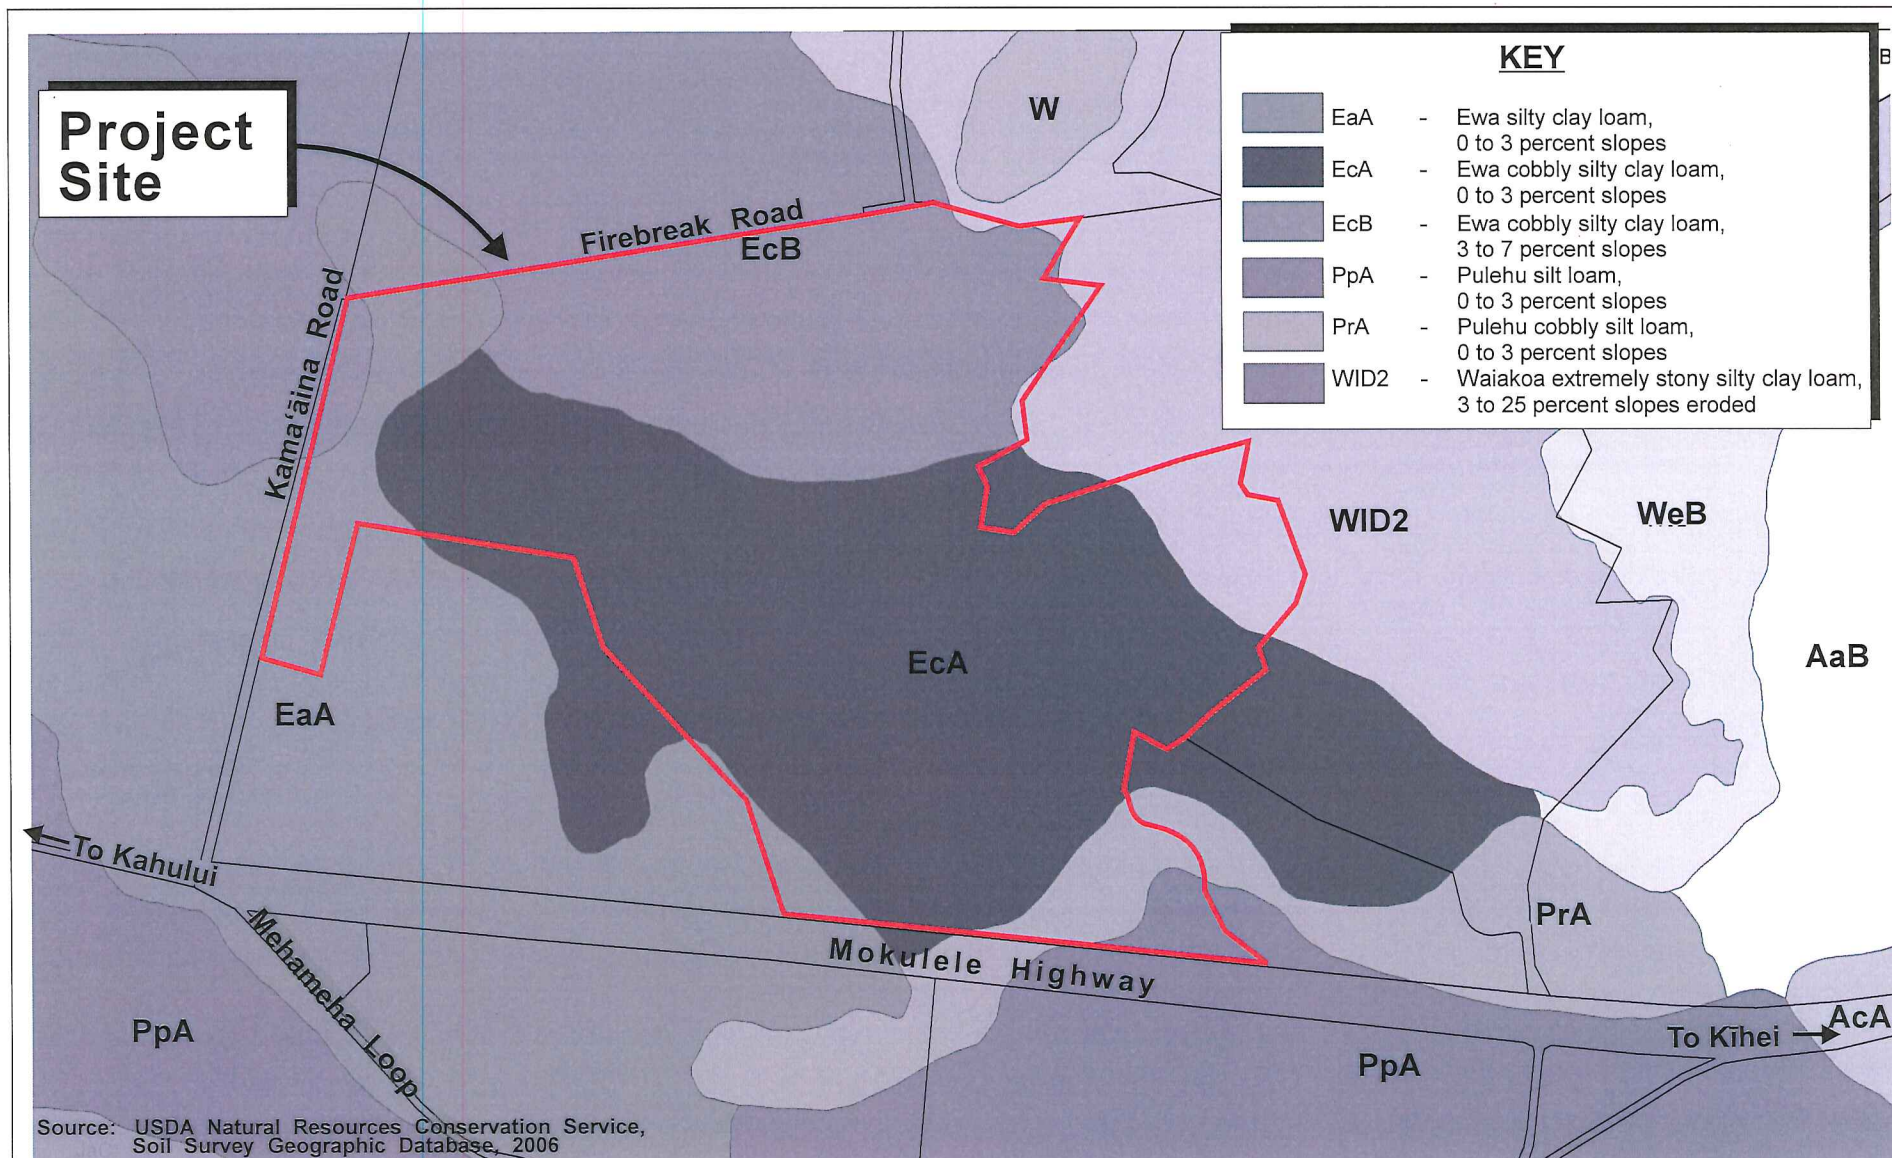 KEY
EaA - Ewa silty clay loam,
0 to 3 percent slopes
EcA - Ewa cobbly silty clay loam,
0 to 3 percent slopes
EcB - Ewa cobbly silty clay loam,
3 to 7 percent slopes
PpA - Pulehu silt loam,
0 to 3 percent slopes
PrA - Pulehu cobbly silt loam,
0 to 3 percent slopes
WID2 - Waiakoa extremely stony silty clay loam,
3 to 25 percent slopes eroded
B
Project
Site
W
Firebreak Road
EcB
Kama‘āina Road
WID2
WeB
EcA
AaB
EaA
To Kahului
PrA
Mehameha Loop
Mokulele Highway
PpA
AcA
To Kīhei
PpA
Source: USDA Natural Resources Conservation Service,
Soil Survey Geographic Database, 2006